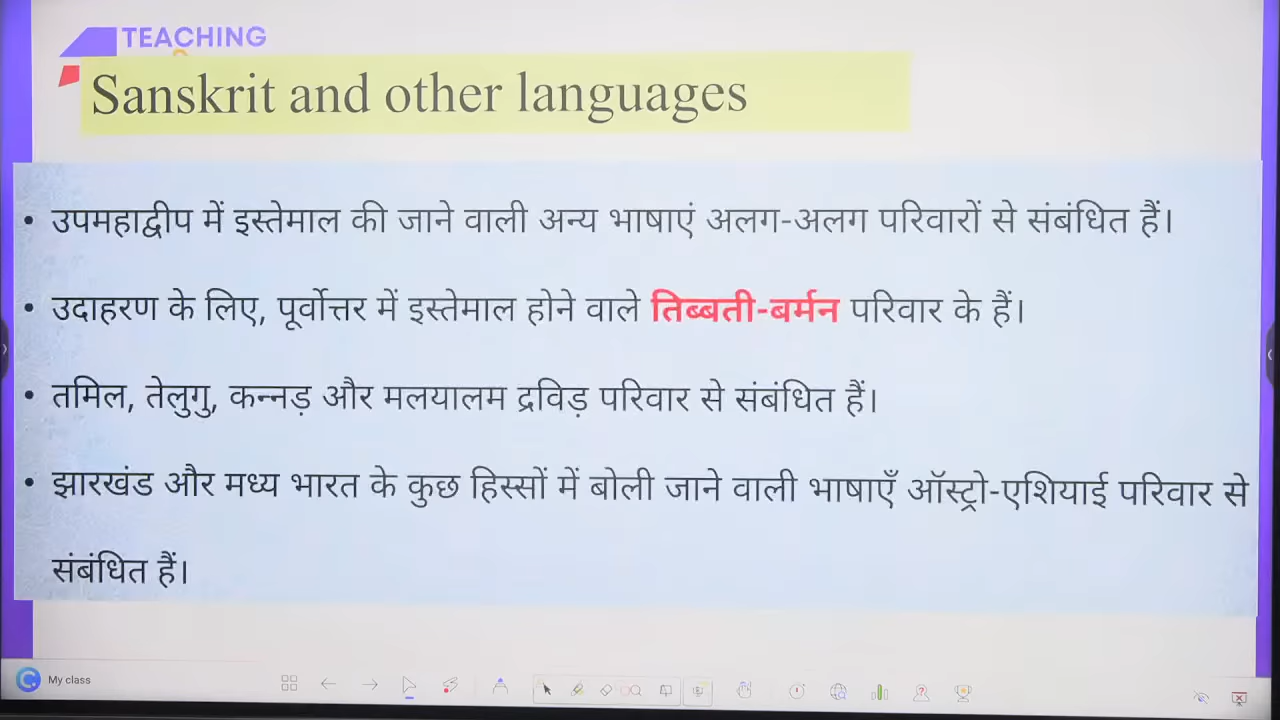 TEACHING
Sanskrit and other languages
• उपमहाद्वीप में इस्तेमाल की जाने वाली अन्य भाषाएं अलग-अलग परिवारों से संबंधित हैं।
• उदाहरण के लिए, पूर्वोत्तर में इस्तेमाल होने वाले तिब्बती-बर्मन परिवार के हैं।
• तमिल, तेलुगु, कन्नड़ और मलयालम द्रविड़ परिवार से संबंधित हैं।
• झारखंड और मध्य भारत के कुछ हिस्सों में बोली जाने वाली भाषाएँ ऑस्ट्रो-एशियाई परिवार से
संबंधित हैं।
My class